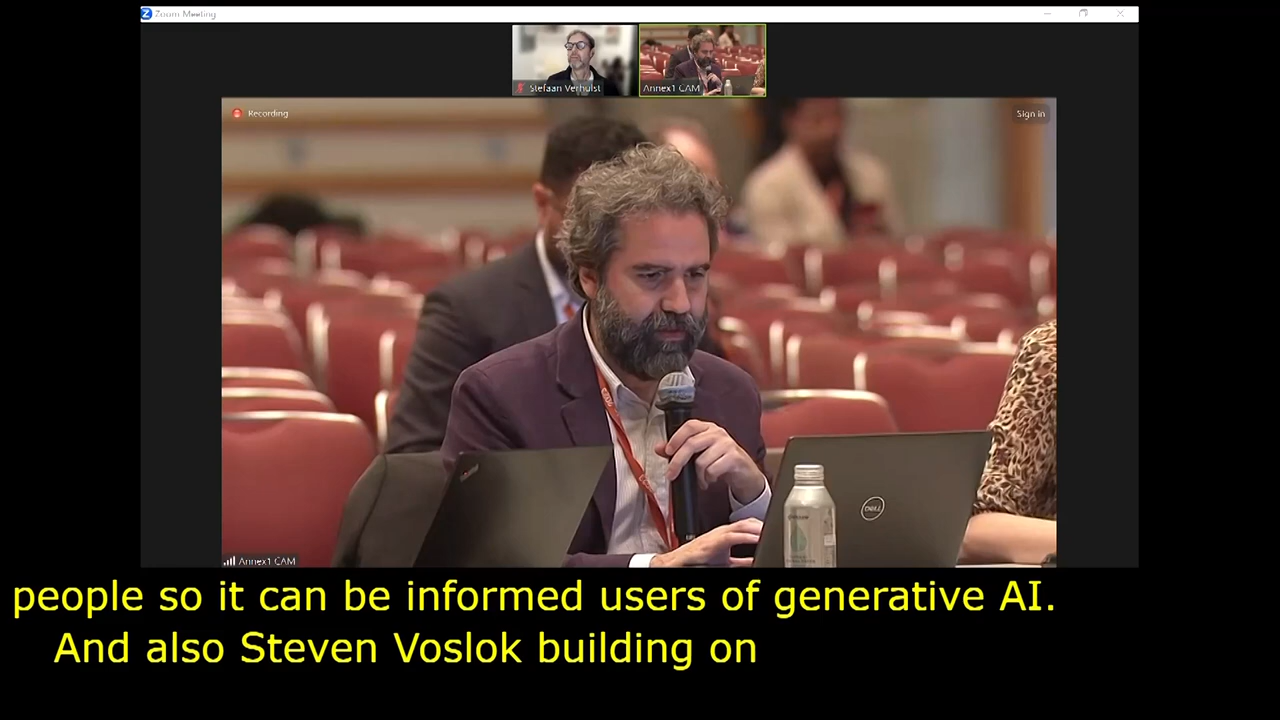 Zoom Meeting
Stefaan Verhulst
Annex1 CAM
Recording
Sign in
DELL
Annex1 CAM
people so it can be informed users of generative AI.
And also Steven Voslok building on